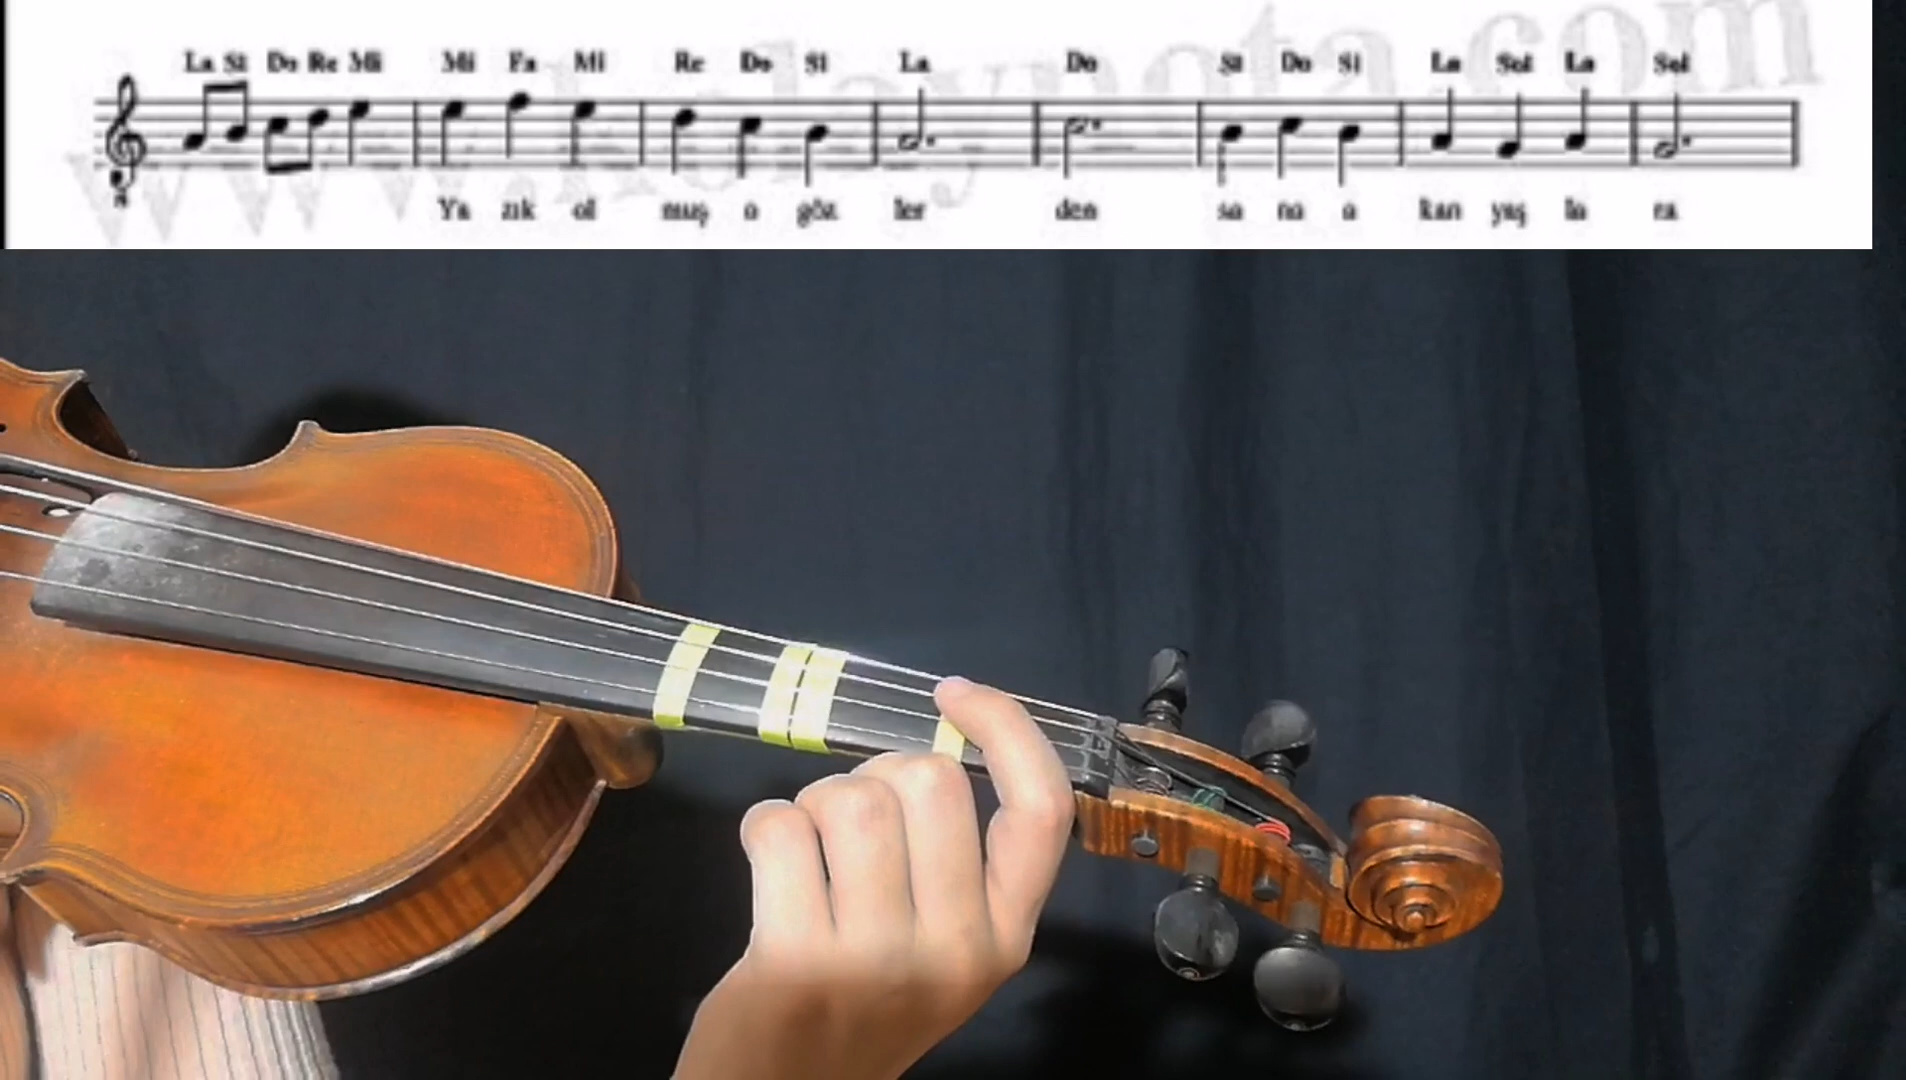 La Si Do Re Mi Mi Fa Mi Re Do Si La Do Si Do Si La Sol La Sol
Ya zık ol muş o göz ler den sa na o kan yaş la ra